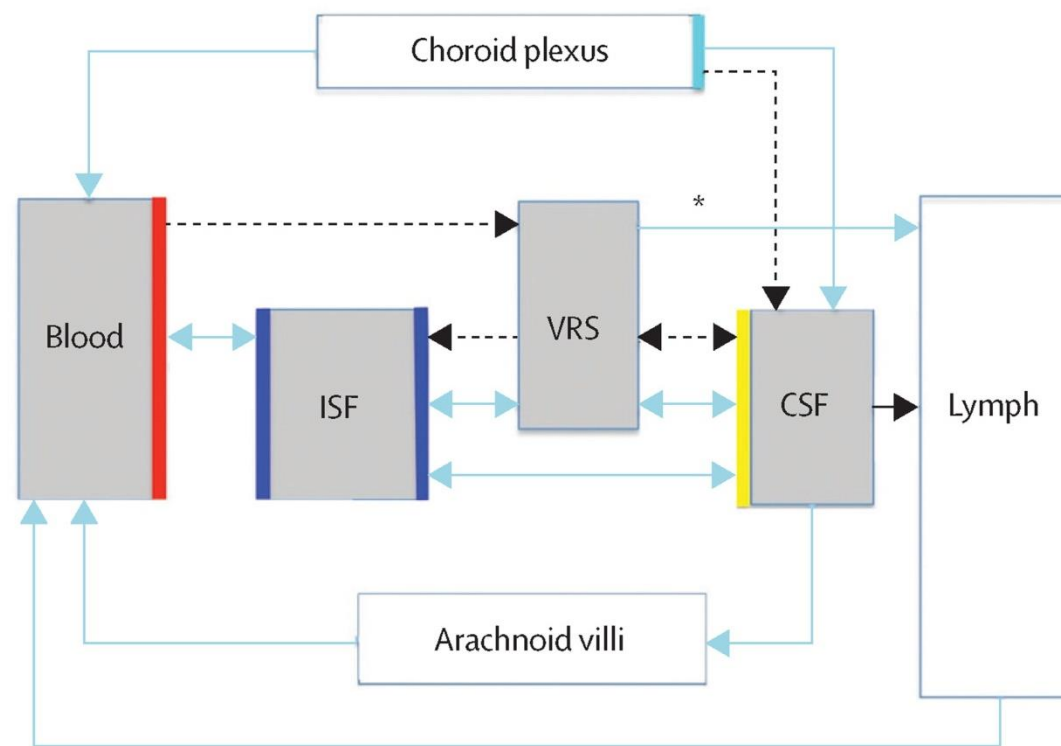 Choroid plexus
*
Blood
VRS
ISF
CSF
Lymph
Arachnoid villi